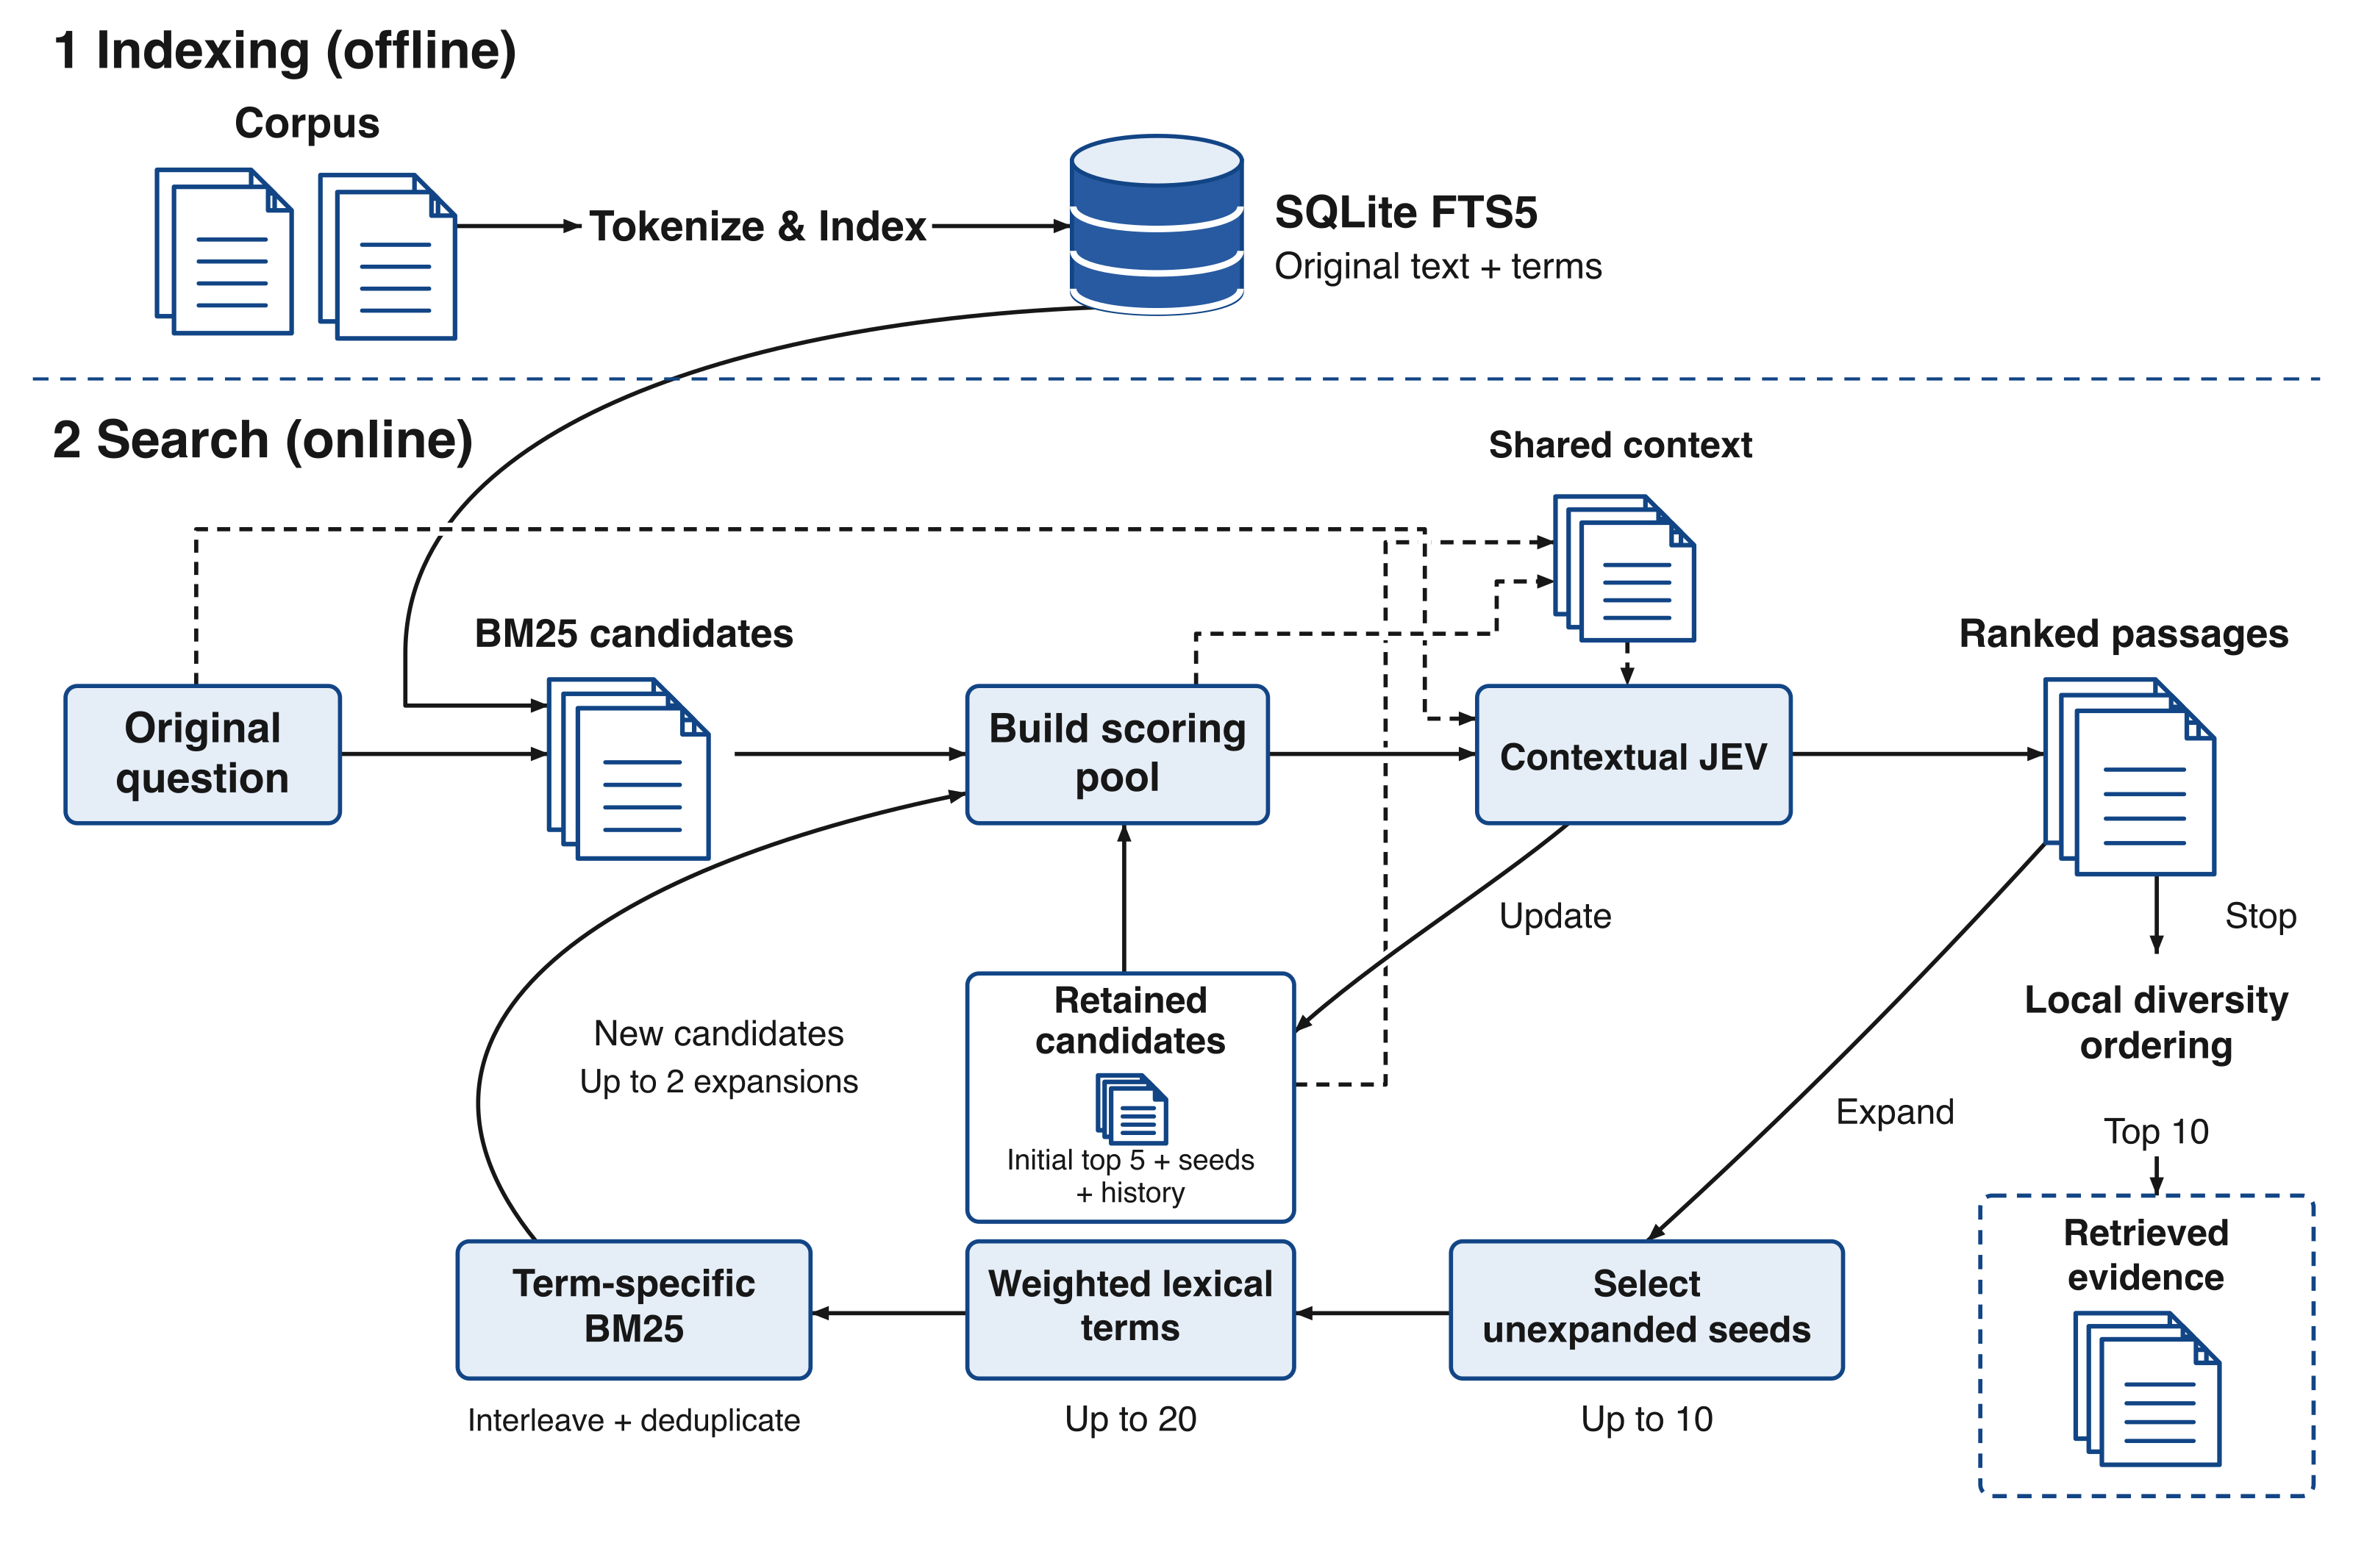 1 Indexing (offline)
Corpus
Tokenize & Index
SQLite FTS5
Original text + terms
2 Search (online)
Shared context
BM25 candidates
Ranked passages
Original
question
Build scoring
pool
Contextual JEV
Update
Stop
Retained
candidates
Initial top 5 + seeds
+ history
New candidates
Up to 2 expansions
Local diversity
ordering
Expand
Top 10
Retrieved
evidence
Term-specific
BM25
Interleave + deduplicate
Weighted lexical
terms
Up to 20
Select
unexpanded seeds
Up to 10